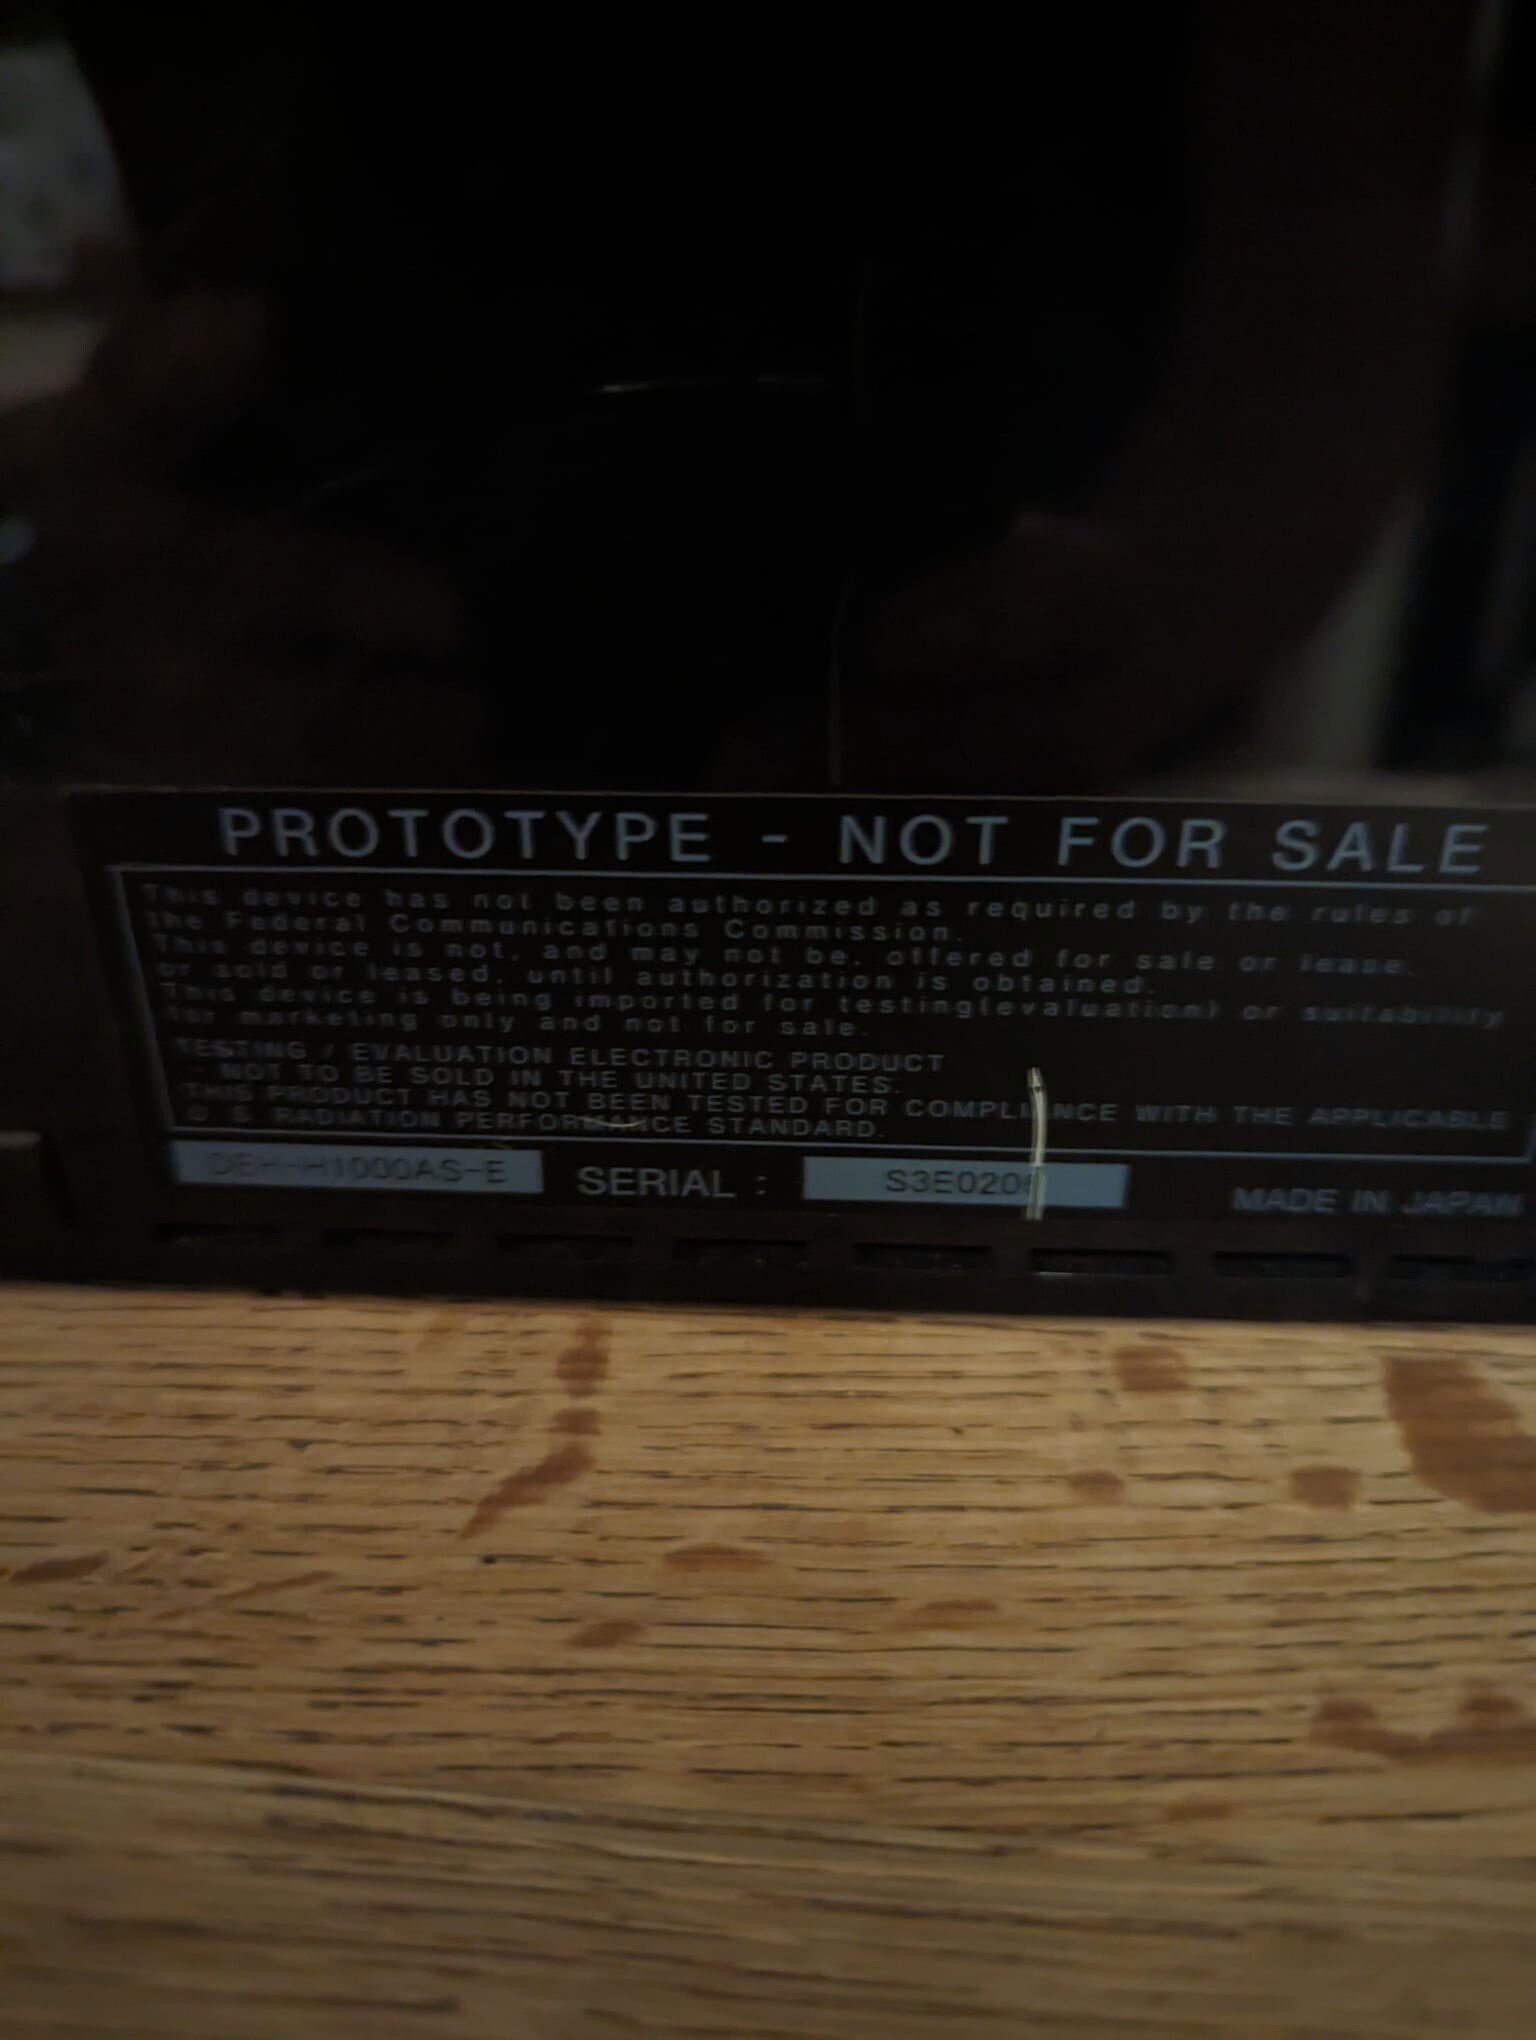 PROTOTYPE - NOT FOR SALE
This device has not been authorized as required by the rules of
the Federal Communications Commission.
This device is not, and may not be, offered for sale or lease,
or sold or leased, until authorization is obtained.
This device is being imported for testing(evaluation) or suitability
for marketing only and not for sale.
TESTING / EVALUATION ELECTRONIC PRODUCT
- NOT TO BE SOLD IN THE UNITED STATES.
THIS PRODUCT HAS NOT BEEN TESTED FOR COMPLIANCE WITH THE APPLICABLE
U.S RADIATION PERFORMANCE STANDARD.
SERIAL :
MADE IN JAPAN